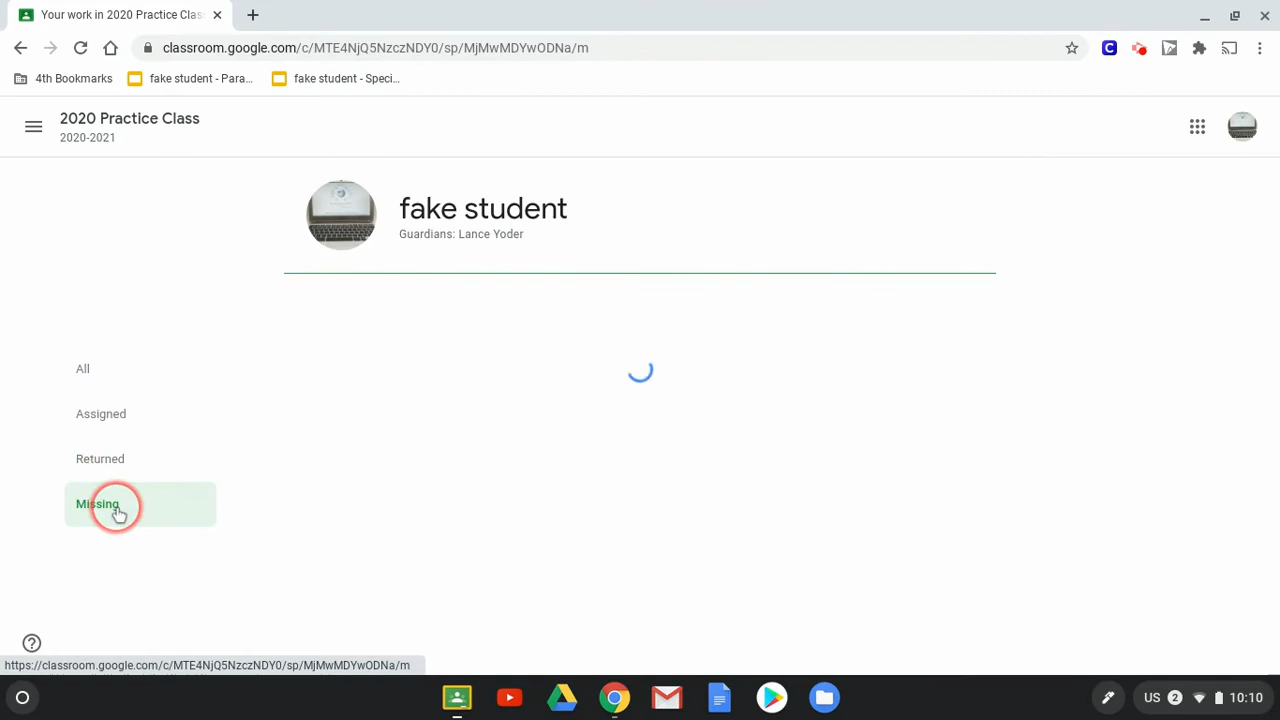 Your work in 2020 Practice Clas
classroom.google.com/c/MTE4NjQ5NzczNDY0/sp/MjMwMDYwODNa/m
4th Bookmarks
fake student - Para...
fake student - Speci...
2020 Practice Class
2020-2021
fake student
Guardians: Lance Yoder
All
Assigned
Returned
Missing
https://classroom.google.com/c/MTE4NjQ5NzczNDY0/sp/MjMwMDYwODNa/m
US 2 10:10